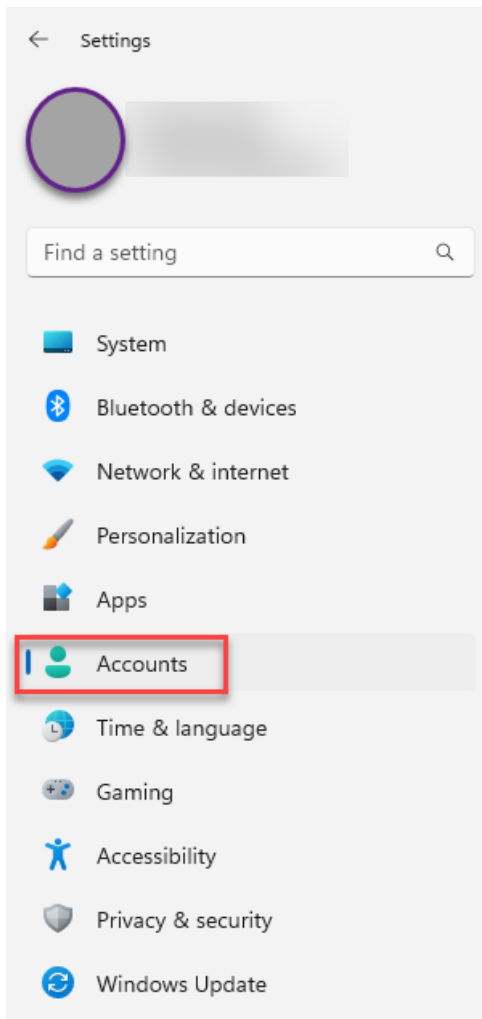 Settings
Find a setting
System
Bluetooth & devices
Network & internet
Personalization
Apps
Accounts
Time & language
Gaming
Accessibility
Privacy & security
Windows Update